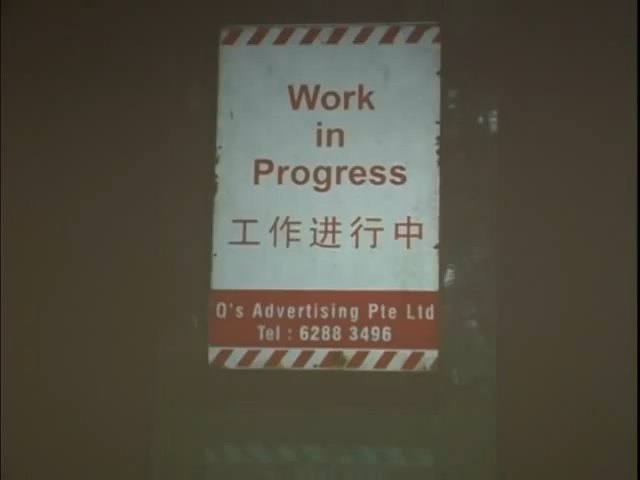 Work
in
Progress
工作进行中
Q's Advertising Pte Ltd
Tel : 6288 3496